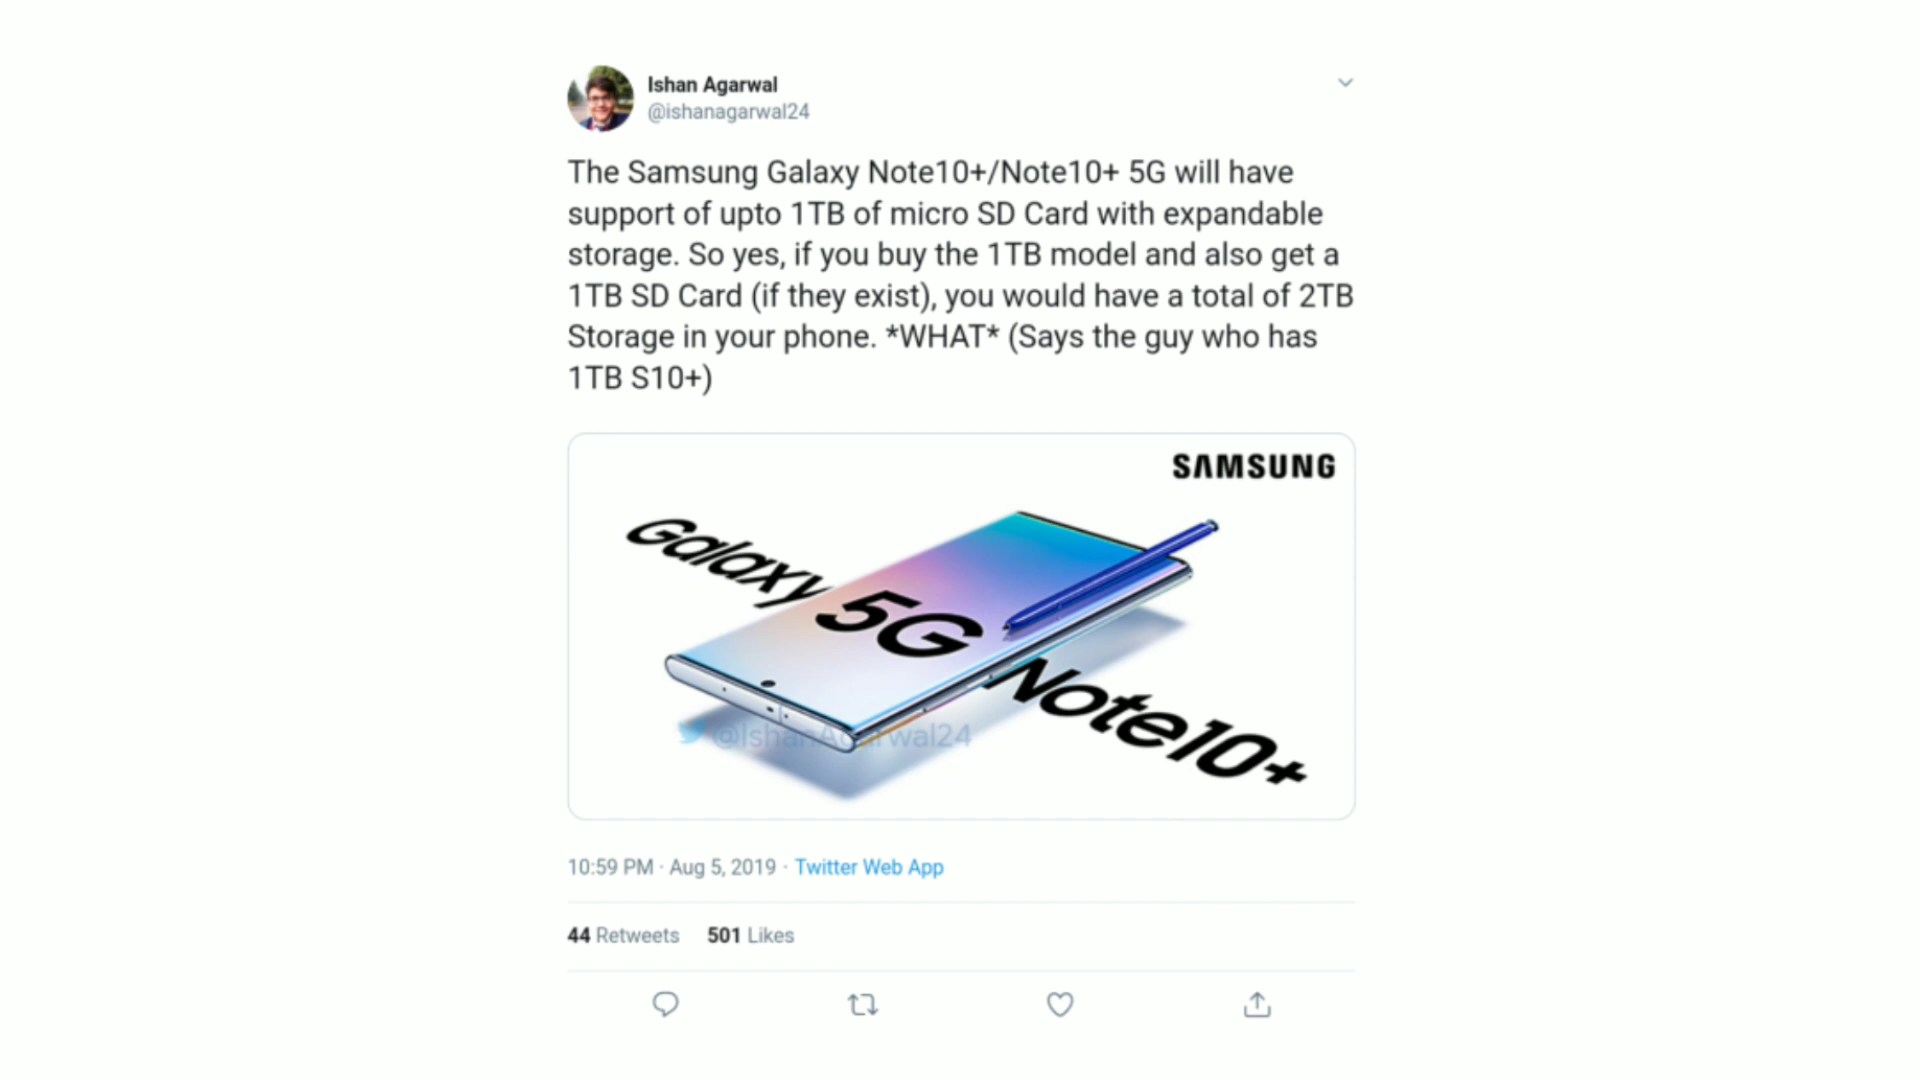 Ishan Agarwal
@ishanagarwal24
The Samsung Galaxy Note10+/Note10+ 5G will have
support of upto 1TB of micro SD Card with expandable
storage. So yes, if you buy the 1TB model and also get a
1TB SD Card (if they exist), you would have a total of 2TB
Storage in your phone. *WHAT* (Says the guy who has
1TB S10+)
SAMSUNG
Galaxy
5G
Note10+
@IshanAgarwal24
10:59 PM · Aug 5, 2019 · Twitter Web App
44 Retweets 501 Likes